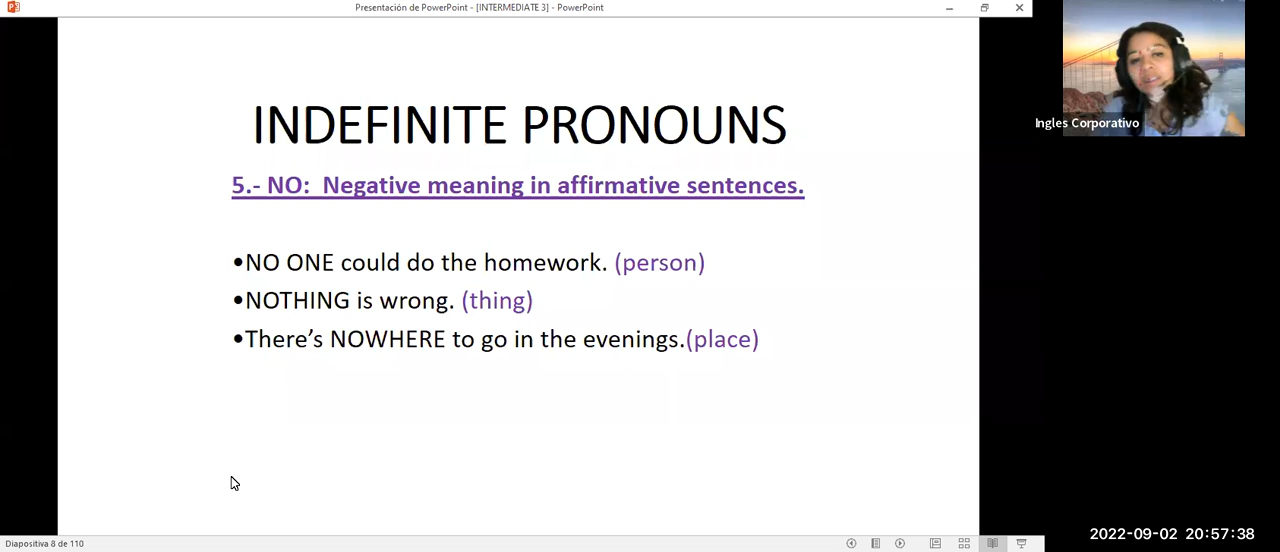 Presentación de PowerPoint - [INTERMEDIATE 3] - PowerPoint
INDEFINITE PRONOUNS
5.- NO:  Negative meaning in affirmative sentences.
•NO ONE could do the homework. (person)
•NOTHING is wrong. (thing)
•There’s NOWHERE to go in the evenings.(place)
Ingles Corporativo
2022-09-02 20:57:38
Diapositiva 8 de 110